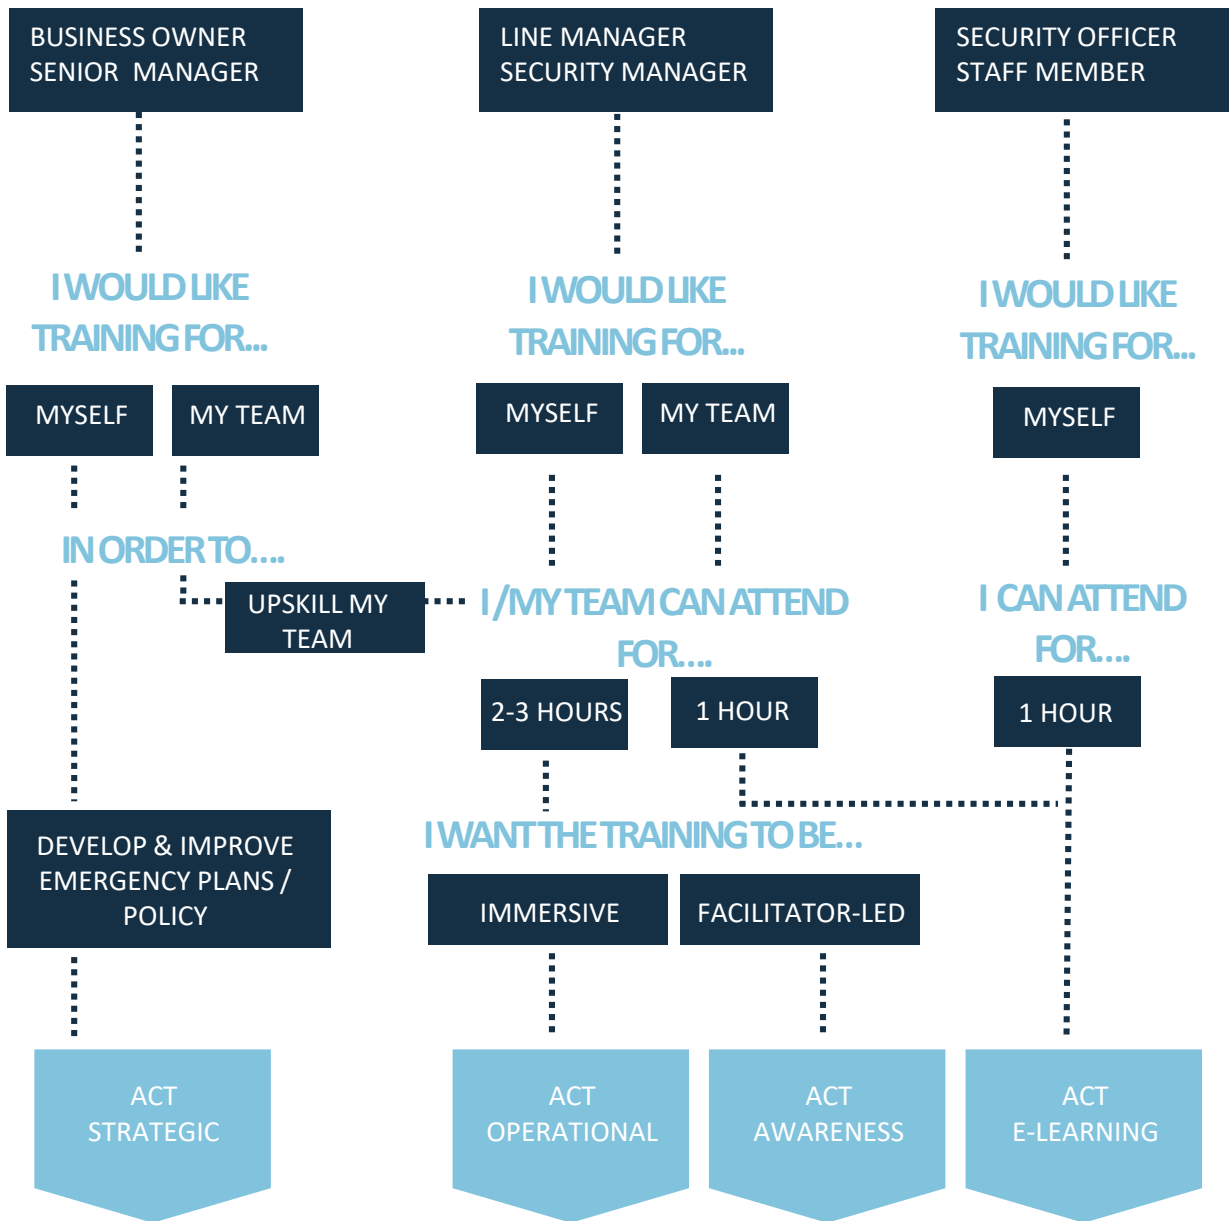 BUSINESS OWNER
SENIOR MANAGER
LINE MANAGER
SECURITY MANAGER
SECURITY OFFICER
STAFF MEMBER
I WOULD LIKE
TRAINING FOR...
I WOULD LIKE
TRAINING FOR...
I WOULD LIKE
TRAINING FOR...
MYSELF
MY TEAM
MYSELF
MY TEAM
MYSELF
IN ORDER TO....
UPSKILL MY
TEAM
I /MY TEAM CAN ATTEND
FOR....
I CAN ATTEND
FOR....
2-3 HOURS
1 HOUR
1 HOUR
DEVELOP & IMPROVE
EMERGENCY PLANS /
POLICY
I WANT THE TRAINING TO BE...
IMMERSIVE
FACILITATOR-LED
ACT
STRATEGIC
ACT
OPERATIONAL
ACT
AWARENESS
ACT
E-LEARNING